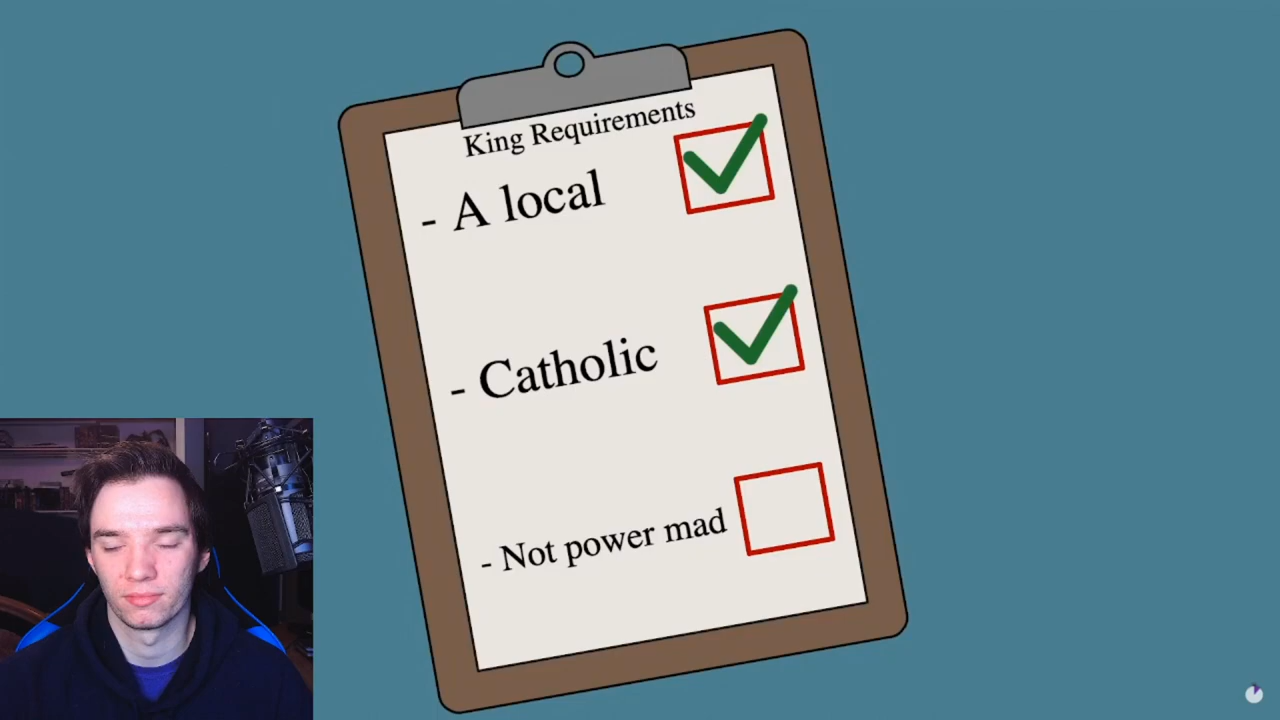 King Requirements
- A local
- Catholic
- Not power mad